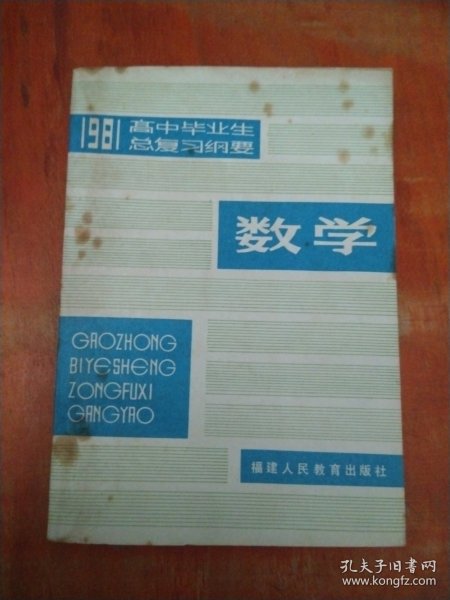 1981 高中毕业生
总复习纲要
数学
GAOZHONG
BIYESHENG
ZONGFUXI
GANGYAO
福建人民教育出版社
孔夫子旧书网
www.kongfz.com